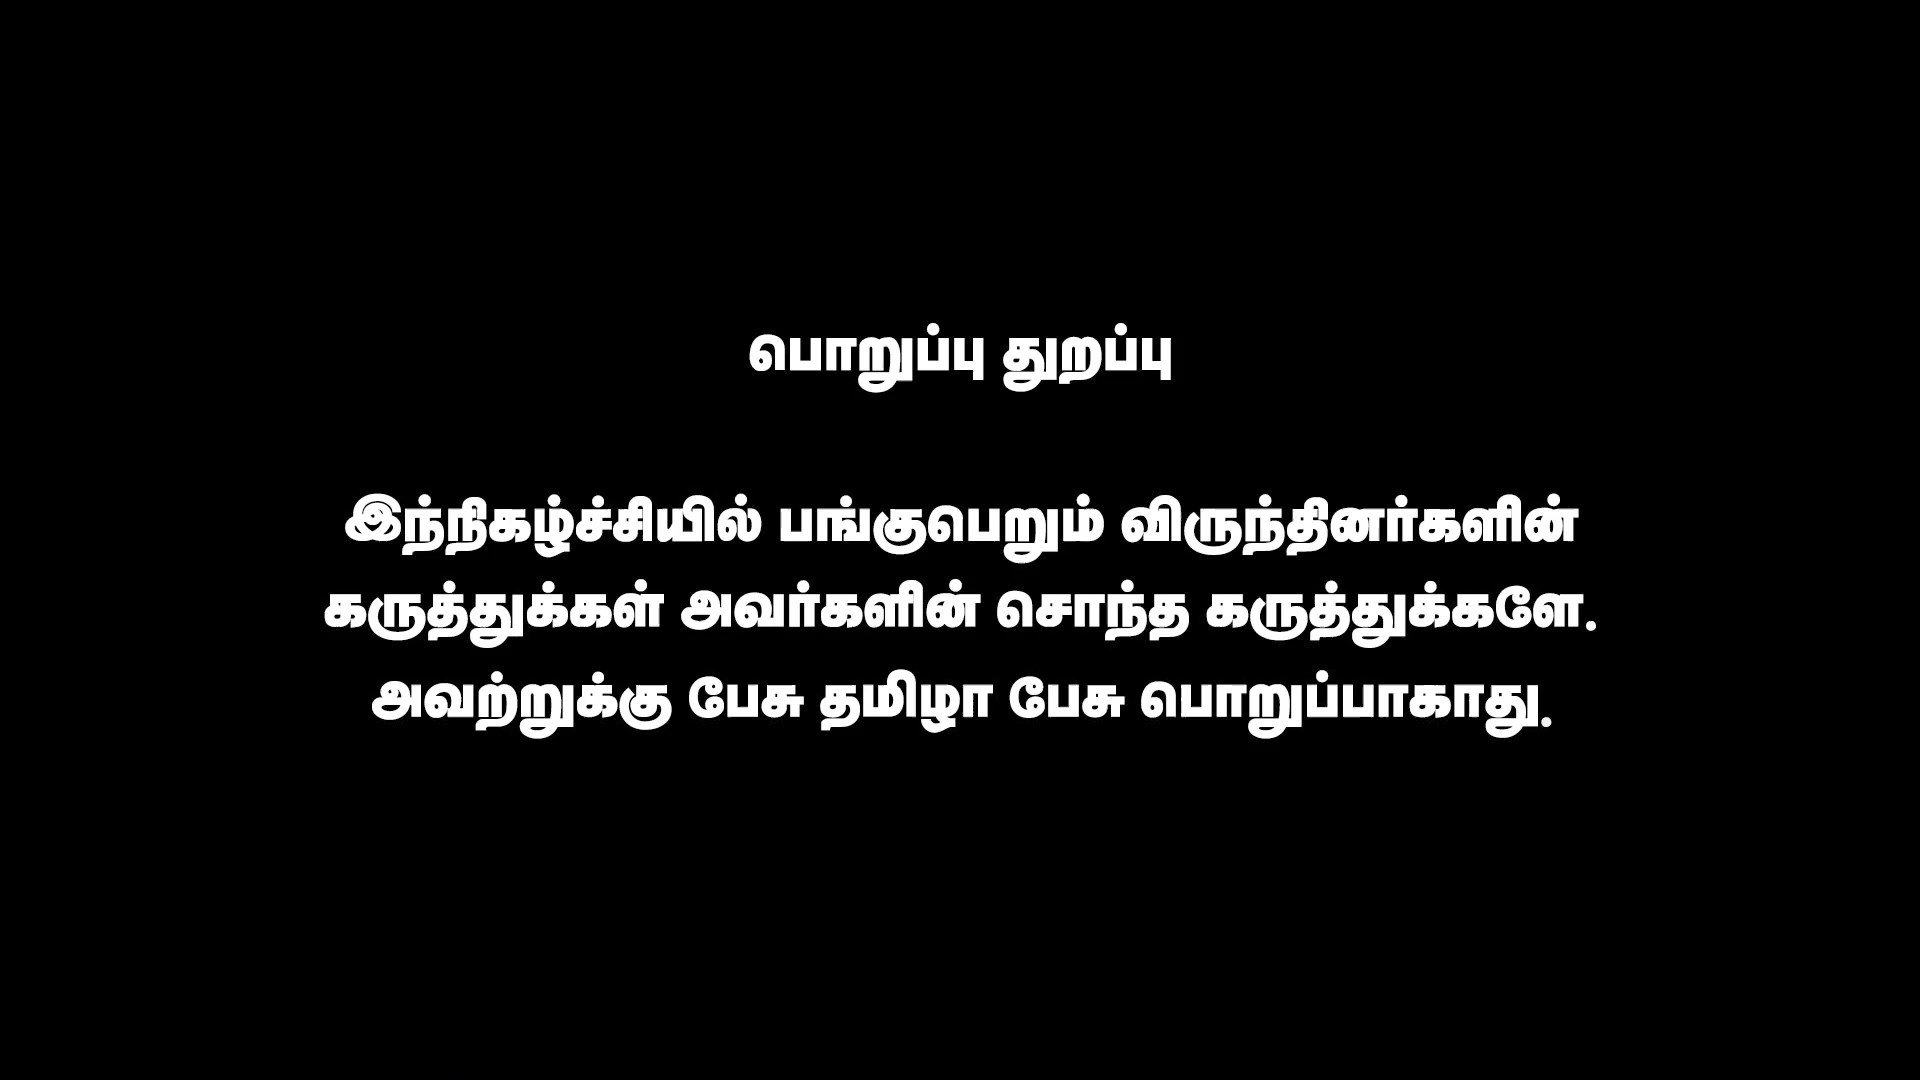 பொறுப்பு துறப்பு
இந்நிகழ்ச்சியில் பங்குபெறும் விருந்தினர்களின்
கருத்துக்கள் அவர்களின் சொந்த கருத்துக்களே.
அவற்றுக்கு பேசு தமிழா பேசு பொறுப்பாகாது.